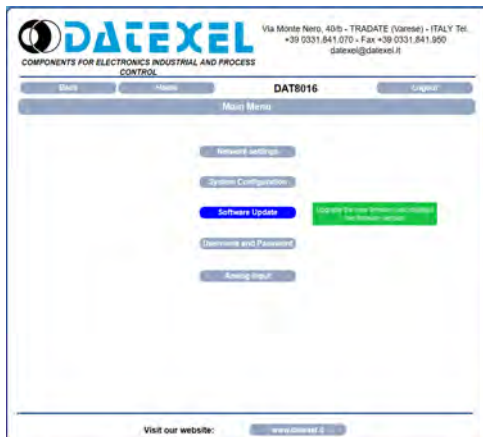 DATEXEL
COMPONENTS FOR ELECTRONICS INDUSTRIAL AND PROCESS
CONTROL
Via Monte Nero, 40/b - TRADATE (Varese) - ITALY Tel.
+39 0331.841.070 - Fax +39 0331.841.950
datexel@datexel.it
Back Home DAT8016 Logout
Main Menu
Network settings
System Configuration
Software Update
Username and Password
Analog Input
Visit our website: www.datexel.it